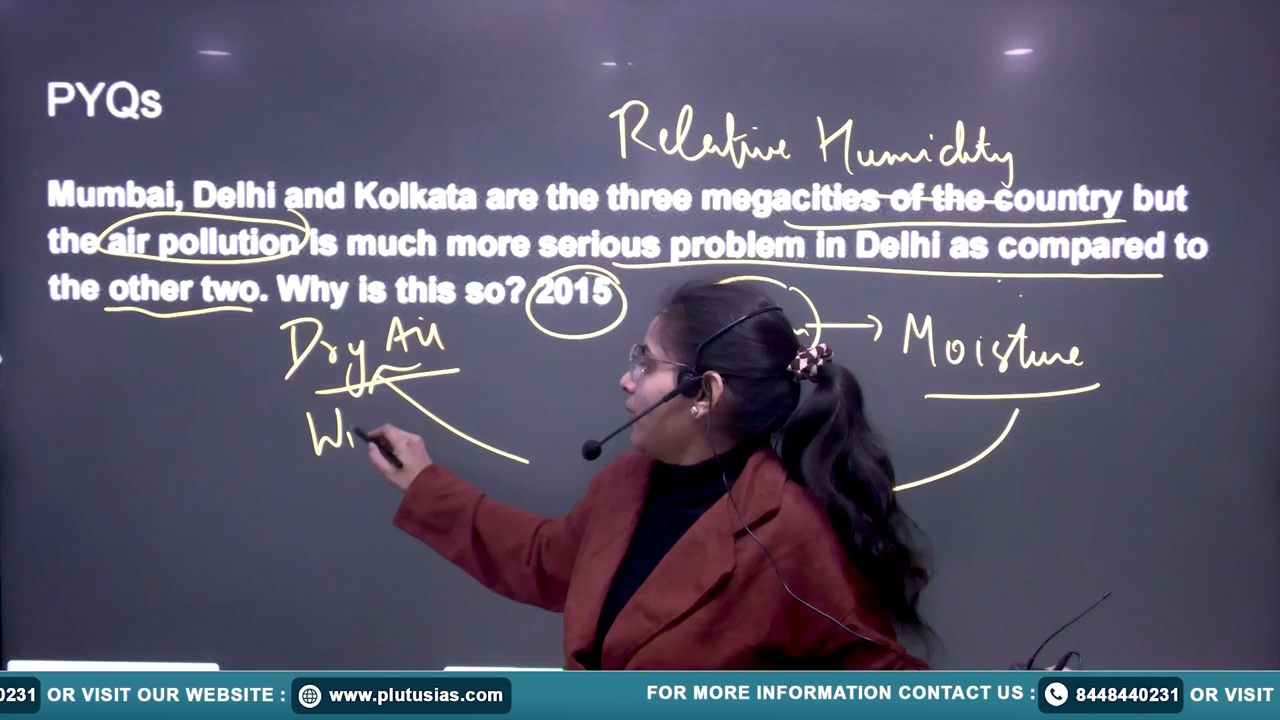 PYQs
Relative Humidity
Mumbai, Delhi and Kolkata are the three megacities of the country but
the air pollution is much more serious problem in Delhi as compared to
the other two. Why is this so? 2015
Dry Air
Moisture
Wi
0231 OR VISIT OUR WEBSITE : www.plutusias.com FOR MORE INFORMATION CONTACT US : 8448440231 OR VISIT